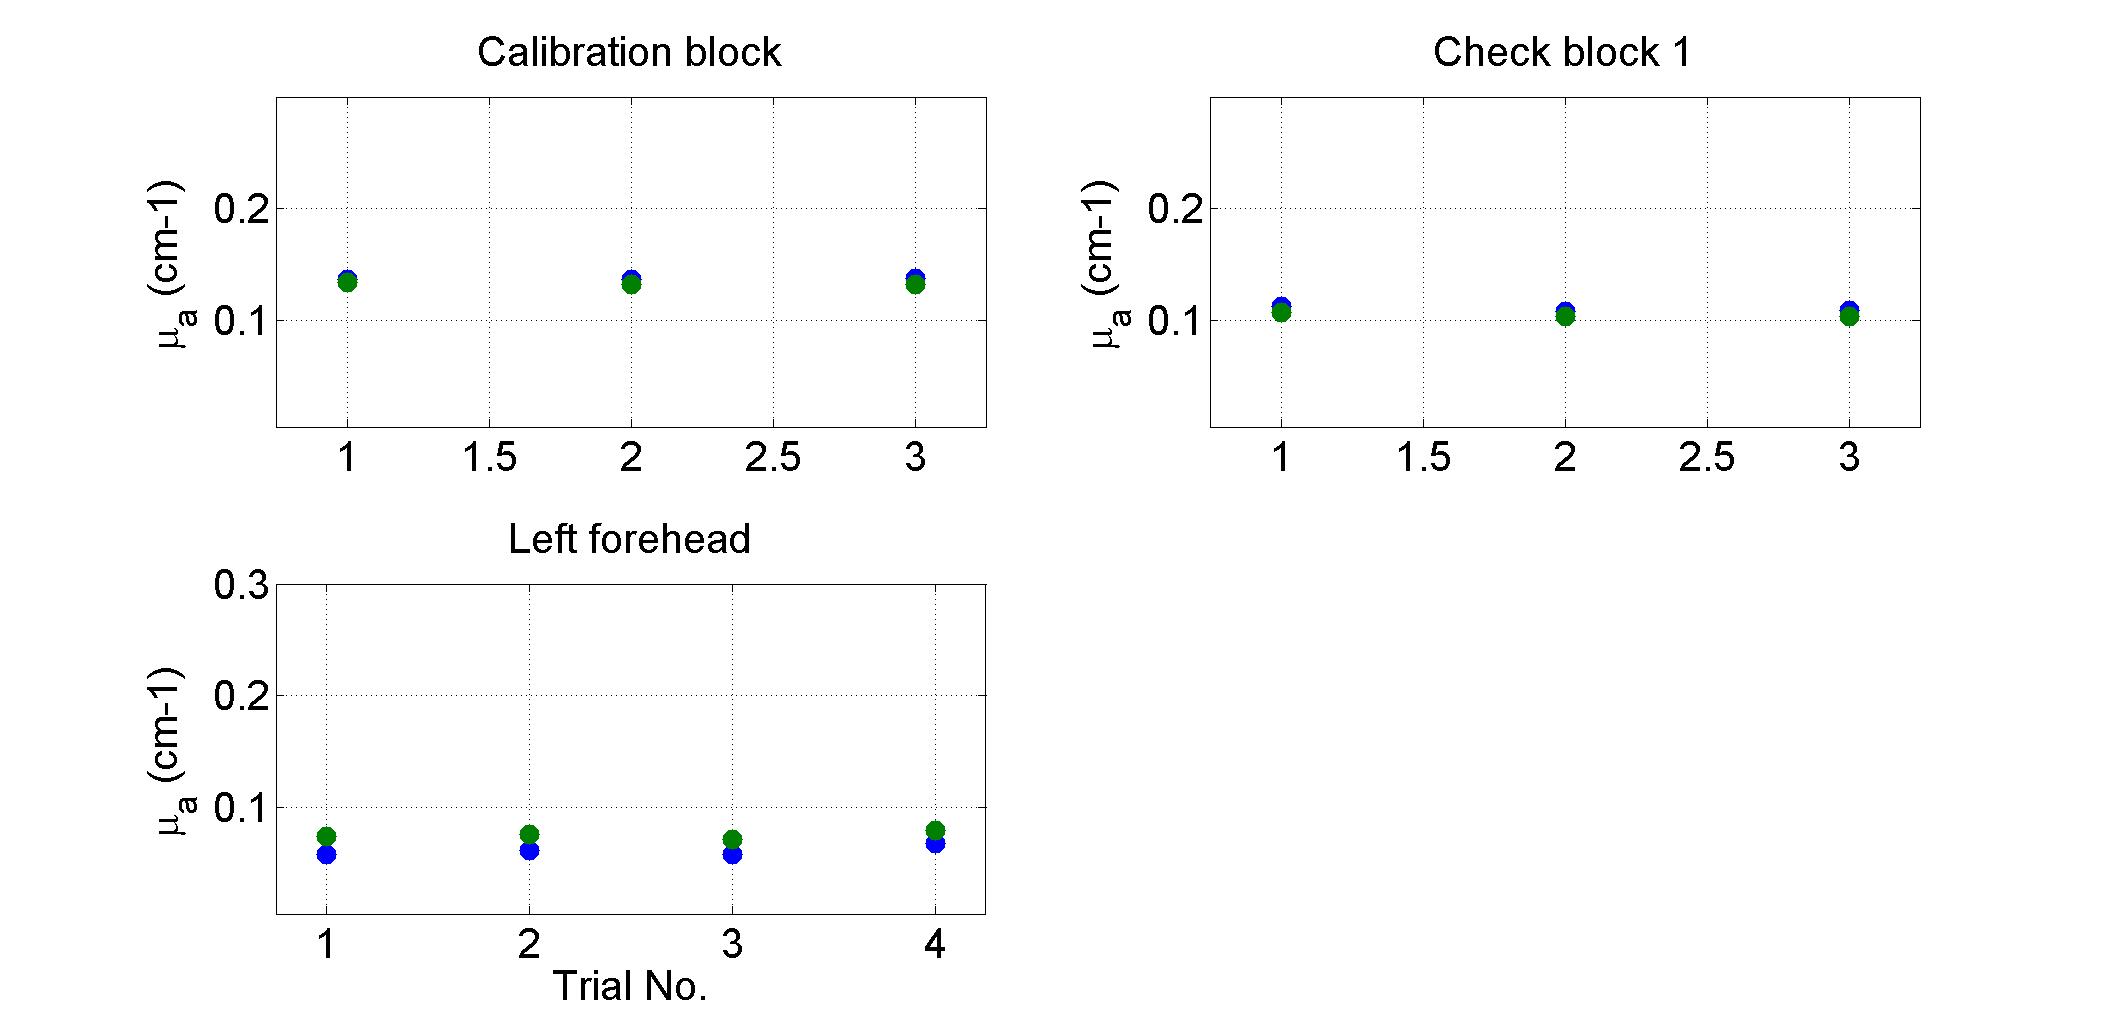 Calibration block
μa (cm-1)
0.2
0.1
1 1.5 2 2.5 3
Check block 1
μa (cm-1)
0.2
0.1
1 1.5 2 2.5 3
Left forehead
μa (cm-1)
0.3
0.2
0.1
1 2 3 4
Trial No.